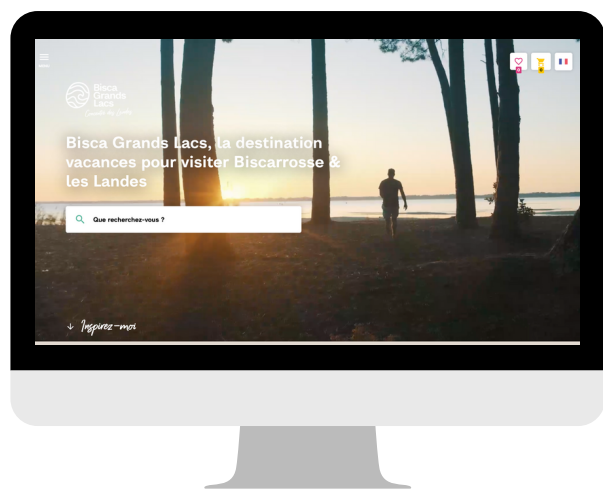 Bisca
Grands
Lacs
Bisca Grands Lacs, la destination
vacances pour visiter Biscarrosse &
les Landes
Que recherchez-vous ?
Inspirez-moi